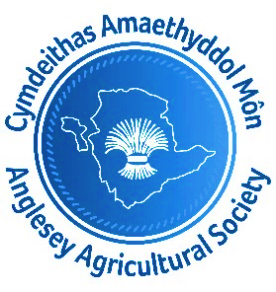 Cymdeithas Amaethyddol Môn
Anglesey Agricultural Society